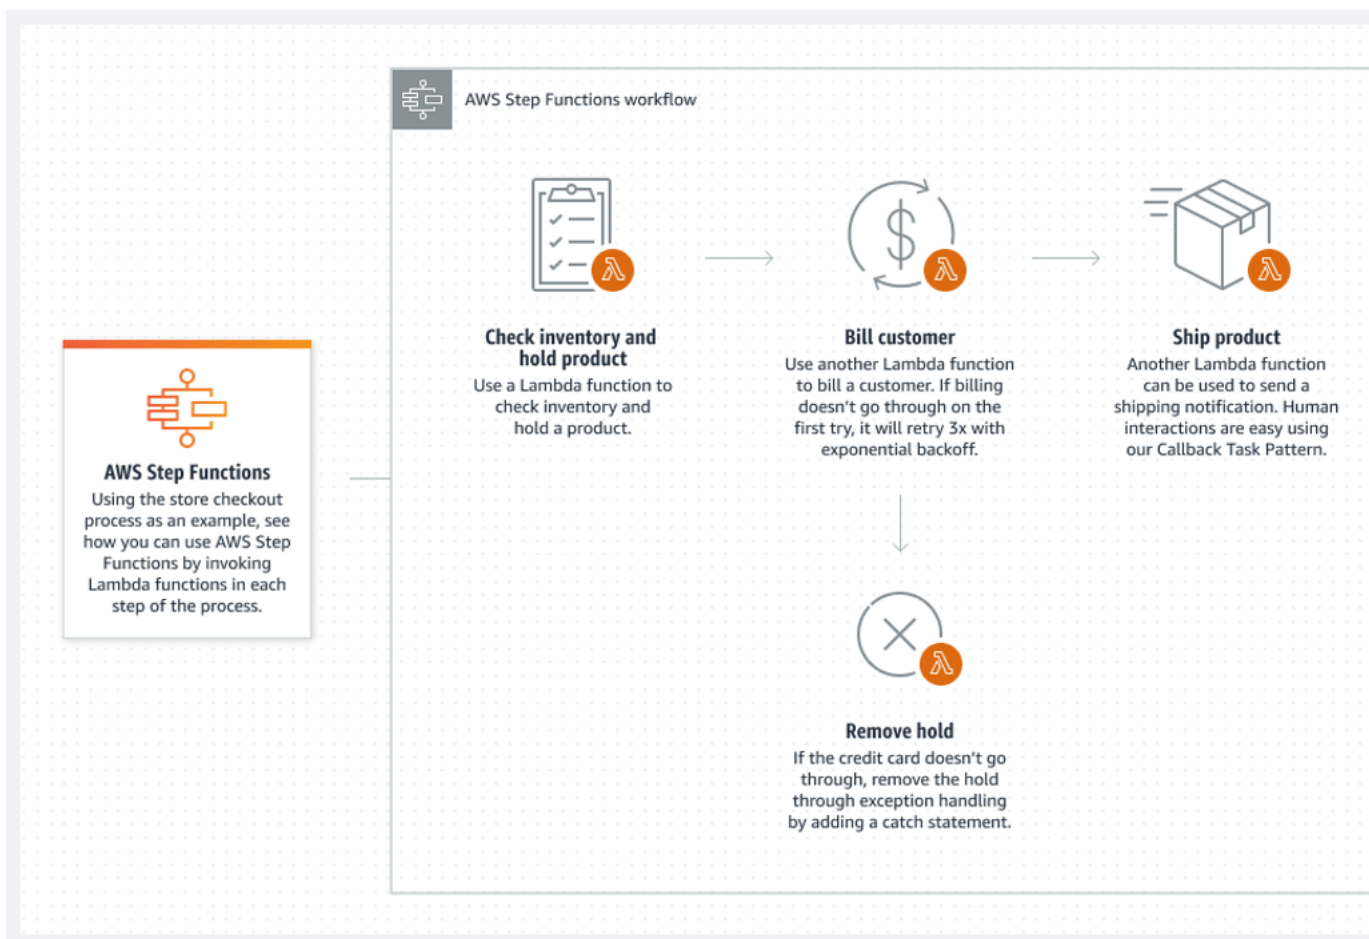 AWS Step Functions workflow
Check inventory and
hold product
Use a Lambda function to
check inventory and
hold a product.
Bill customer
Use another Lambda function
to bill a customer. If billing
doesn't go through on the
first try, it will retry 3x with
exponential backoff.
Ship product
Another Lambda function
can be used to send a
shipping notification. Human
interactions are easy using
our Callback Task Pattern.
AWS Step Functions
Using the store checkout
process as an example, see
how you can use AWS Step
Functions by invoking
Lambda functions in each
step of the process.
Remove hold
If the credit card doesn't go
through, remove the hold
through exception handling
by adding a catch statement.